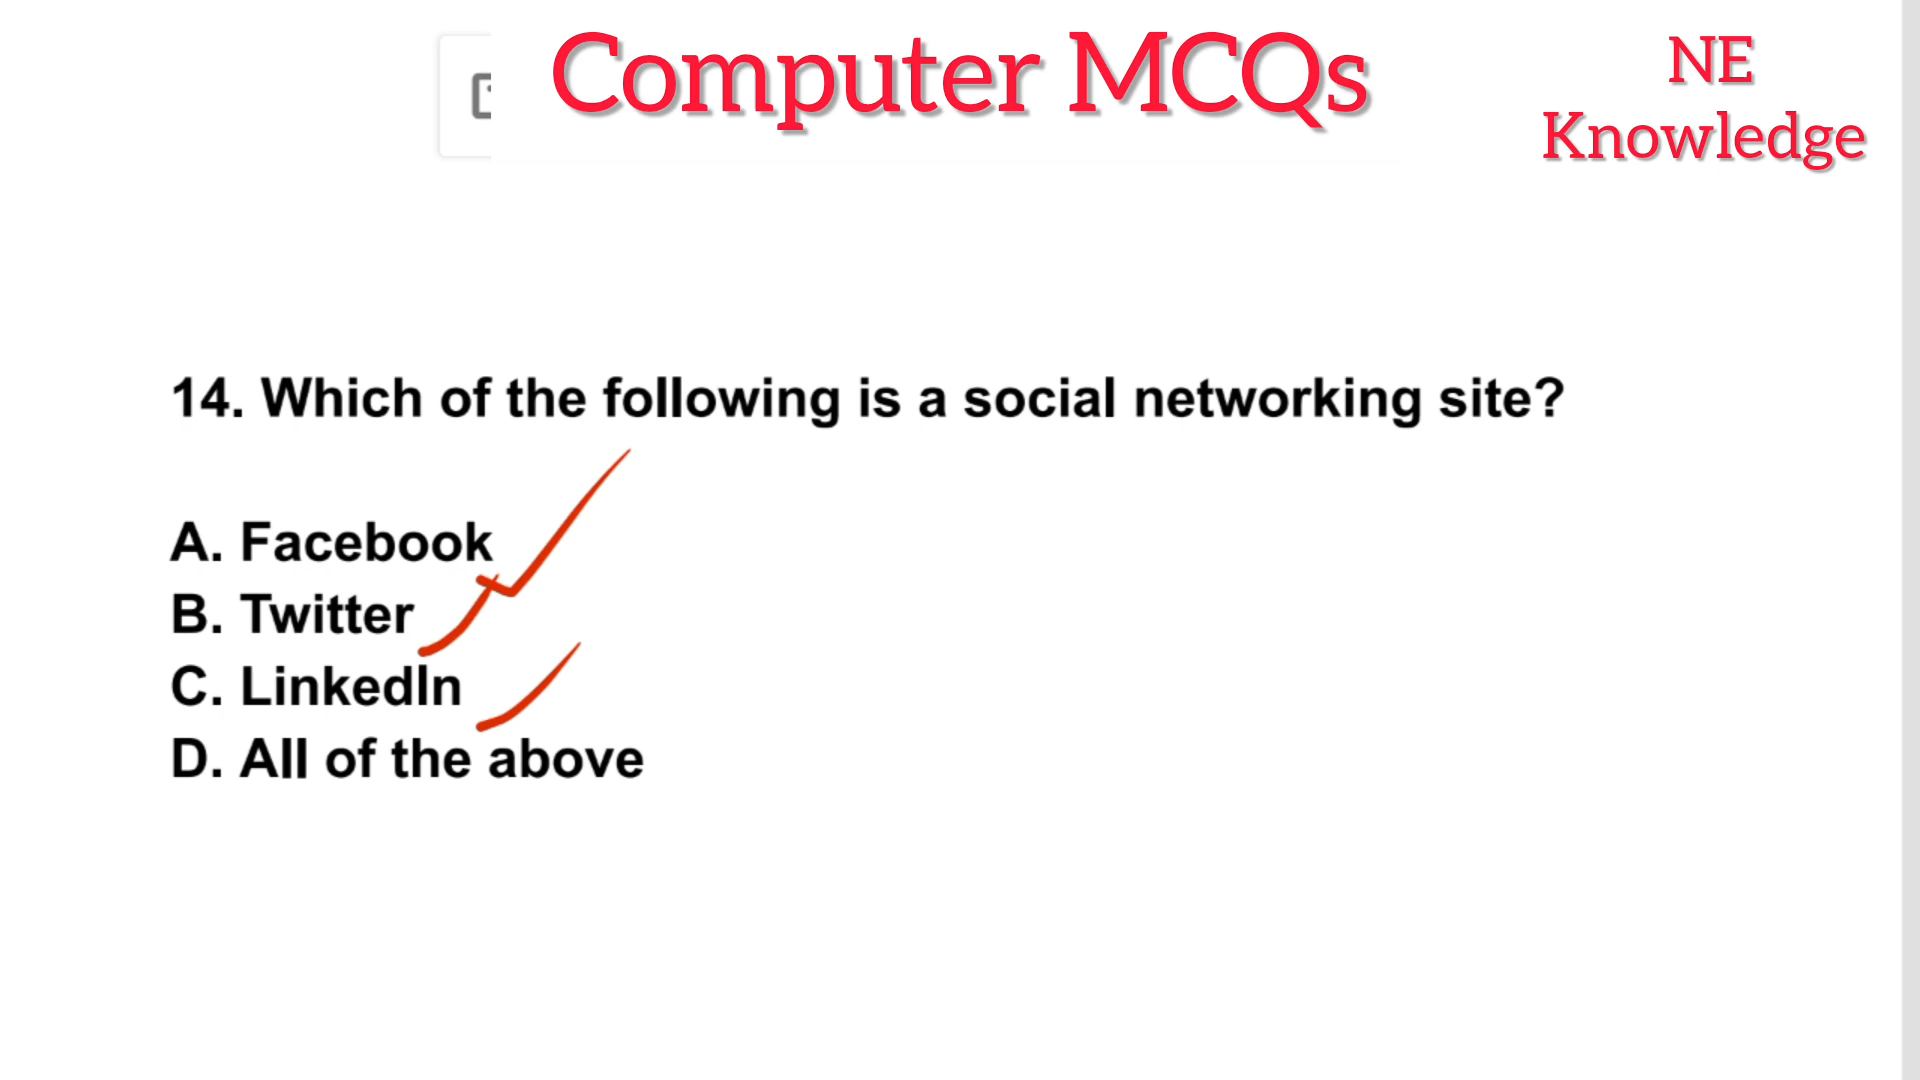 Computer MCQs
NE
Knowledge
14. Which of the following is a social networking site?
A. Facebook
B. Twitter
C. LinkedIn
D. All of the above